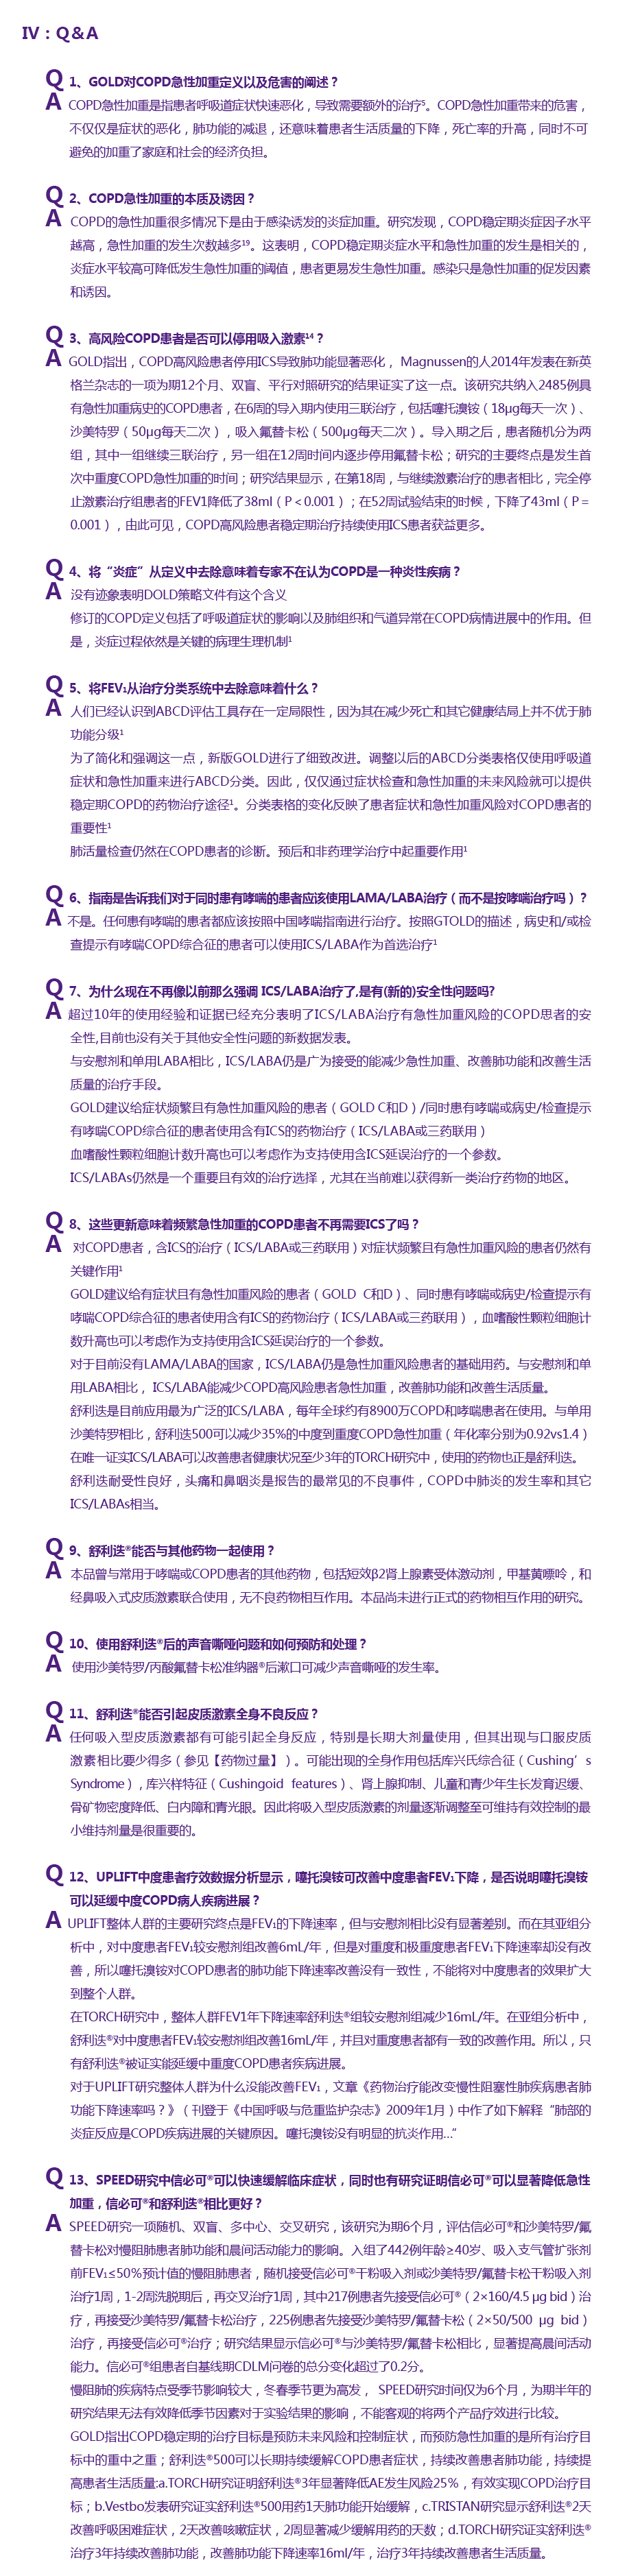 IV：Q＆A
Q 1、GOLD对COPD急性加重定义以及危害的阐述？
A COPD急性加重是指患者呼吸道症状快速恶化，导致需要额外的治疗⁵。COPD急性加重带来的危害，
不仅仅是症状的恶化，肺功能的减退，还意味着患者生活质量的下降，死亡率的升高，同时不可
避免的加重了家庭和社会的经济负担。
Q 2、COPD急性加重的本质及诱因？
A COPD的急性加重很多情况下是由于感染诱发的炎症加重。研究发现，COPD稳定期炎症因子水平
越高，急性加重的发生次数越多¹⁹。这表明，COPD稳定期炎症水平和急性加重的发生是相关的，
炎症水平较高可降低发生急性加重的阈值，患者更易发生急性加重。感染只是急性加重的促发因素
和诱因。
Q 3、高风险COPD患者是否可以停用吸入激素¹⁴？
A GOLD指出，COPD高风险患者停用ICS导致肺功能显著恶化， Magnussen的人2014年发表在新英
格兰杂志的一项为期12个月、双盲、平行对照研究的结果证实了这一点。该研究共纳入2485例具
有急性加重病史的COPD患者，在6周的导入期内使用三联治疗，包括噻托溴铵（18μg每天一次）、
沙美特罗（50μg每天二次），吸入氟替卡松（500μg每天二次）。导入期之后，患者随机分为两
组，其中一组继续三联治疗，另一组在12周时间内逐步停用氟替卡松；研究的主要终点是发生首
次中重度COPD急性加重的时间；研究结果显示，在第18周，与继续激素治疗的患者相比，完全停
止激素治疗组患者的FEV1降低了38ml（P＜0.001）；在52周试验结束的时候，下降了43ml（P＝
0.001），由此可见，COPD高风险患者稳定期治疗持续使用ICS患者获益更多。
Q 4、将“炎症”从定义中去除意味着专家不在认为COPD是一种炎性疾病？
A 没有迹象表明DOLD策略文件有这个含义
修订的COPD定义包括了呼吸道症状的影响以及肺组织和气道异常在COPD病情进展中的作用。但
是，炎症过程依然是关键的病理生理机制¹
Q 5、将FEV₁从治疗分类系统中去除意味着什么？
A 人们已经认识到ABCD评估工具存在一定局限性，因为其在减少死亡和其它健康结局上并不优于肺
功能分级¹
为了简化和强调这一点，新版GOLD进行了细致改进。调整以后的ABCD分类表格仅使用呼吸道
症状和急性加重来进行ABCD分类。因此，仅仅通过症状检查和急性加重的未来风险就可以提供
稳定期COPD的药物治疗途径¹。分类表格的变化反映了患者症状和急性加重风险对COPD患者的
重要性¹
肺活量检查仍然在COPD患者的诊断。预后和非药理学治疗中起重要作用¹
Q 6、指南是告诉我们对于同时患有哮喘的患者应该使用LAMA/LABA治疗（而不是按哮喘治疗吗）？
A 不是。任何患有哮喘的患者都应该按照中国哮喘指南进行治疗。按照GTOLD的描述，病史和/或检
查提示有哮喘COPD综合征的患者可以使用ICS/LABA作为首选治疗¹
Q 7、为什么现在不再像以前那么强调 ICS/LABA治疗了,是有(新的)安全性问题吗?
A 超过10年的使用经验和证据已经充分表明了ICS/LABA治疗有急性加重风险的COPD思者的安
全性,目前也没有关于其他安全性问题的新数据发表。
与安慰剂和单用LABA相比，ICS/LABA仍是广为接受的能减少急性加重、改善肺功能和改善生活
质量的治疗手段。
GOLD建议给症状频繁且有急性加重风险的患者（GOLD C和D）/同时患有哮喘或病史/检查提示
有哮喘COPD综合征的患者使用含有ICS的药物治疗（ICS/LABA或三药联用）
血嗜酸性颗粒细胞计数升高也可以考虑作为支持使用含ICS延误治疗的一个参数。
ICS/LABAs仍然是一个重要且有效的治疗选择，尤其在当前难以获得新一类治疗药物的地区。
Q 8、这些更新意味着频繁急性加重的COPD患者不再需要ICS了吗？
A 对COPD患者，含ICS的治疗（ICS/LABA或三药联用）对症状频繁且有急性加重风险的患者仍然有
关键作用¹
GOLD建议给有症状且有急性加重风险的患者（GOLD C和D）、同时患有哮喘或病史/检查提示有
哮喘COPD综合征的患者使用含有ICS的药物治疗（ICS/LABA或三药联用），血嗜酸性颗粒细胞计
数升高也可以考虑作为支持使用含ICS延误治疗的一个参数。
对于目前没有LAMA/LABA的国家，ICS/LABA仍是急性加重风险患者的基础用药。与安慰剂和单
用LABA相比， ICS/LABA能减少COPD高风险患者急性加重，改善肺功能和改善生活质量。
舒利迭是目前应用最为广泛的ICS/LABA，每年全球约有8900万COPD和哮喘患者在使用。与单用
沙美特罗相比，舒利迭500可以减少35%的中度到重度COPD急性加重（年化率分别为0.92vs1.4）
在唯一证实ICS/LABA可以改善患者健康状况至少3年的TORCH研究中，使用的药物也正是舒利迭。
舒利迭耐受性良好，头痛和鼻咽炎是报告的最常见的不良事件，COPD中肺炎的发生率和其它
ICS/LABAs相当。
Q 9、舒利迭®能否与其他药物一起使用？
A 本品曾与常用于哮喘或COPD患者的其他药物，包括短效β2肾上腺素受体激动剂，甲基黄嘌呤，和
经鼻吸入式皮质激素联合使用，无不良药物相互作用。本品尚未进行正式的药物相互作用的研究。
Q 10、使用舒利迭®后的声音嘶哑问题和如何预防和处理？
A 使用沙美特罗/丙酸氟替卡松准纳器®后漱口可减少声音嘶哑的发生率。
Q 11、舒利迭®能否引起皮质激素全身不良反应？
A 任何吸入型皮质激素都有可能引起全身反应，特别是长期大剂量使用，但其出现与口服皮质
激素相比要少得多（参见【药物过量】）。可能出现的全身作用包括库兴氏综合征（Cushing’s
Syndrome），库兴样特征（Cushingoid features）、肾上腺抑制、儿童和青少年生长发育迟缓、
骨矿物密度降低、白内障和青光眼。因此将吸入型皮质激素的剂量逐渐调整至可维持有效控制的最
小维持剂量是很重要的。
Q 12、UPLIFT中度患者疗效数据分析显示，噻托溴铵可改善中度患者FEV₁下降，是否说明噻托溴铵
可以延缓中度COPD病人疾病进展？
A UPLIFT整体人群的主要研究终点是FEV₁的下降速率，但与安慰剂相比没有显著差别。而在其亚组分
析中，对中度患者FEV₁较安慰剂组改善6mL/年，但是对重度和极重度患者FEV₁下降速率却没有改
善，所以噻托溴铵对COPD患者的肺功能下降速率改善没有一致性，不能将对中度患者的效果扩大
到整个人群。
在TORCH研究中，整体人群FEV1年下降速率舒利迭®组较安慰剂组减少16mL/年。在亚组分析中，
舒利迭®对中度患者FEV₁较安慰剂组改善16mL/年，并且对重度患者都有一致的改善作用。所以，只
有舒利迭®被证实能延缓中重度COPD患者疾病进展。
对于UPLIFT研究整体人群为什么没能改善FEV₁，文章《药物治疗能改变慢性阻塞性肺疾病患者肺
功能下降速率吗？》（刊登于《中国呼吸与危重监护杂志》2009年1月）中作了如下解释“肺部的
炎症反应是COPD疾病进展的关键原因。噻托溴铵没有明显的抗炎作用...”
Q 13、SPEED研究中信必可®可以快速缓解临床症状，同时也有研究证明信必可®可以显著降低急性
加重，信必可®和舒利迭®相比更好？
A SPEED研究一项随机、双盲、多中心、交叉研究，该研究为期6个月，评估信必可®和沙美特罗/氟
替卡松对慢阻肺患者肺功能和晨间活动能力的影响。入组了442例年龄≥40岁、吸入支气管扩张剂
前FEV₁≤50%预计值的慢阻肺患者，随机接受信必可®干粉吸入剂或沙美特罗/氟替卡松干粉吸入剂
治疗1周，1-2周洗脱期后，再交叉治疗1周，其中217例患者先接受信必可®（2×160/4.5 μg bid）治
疗，再接受沙美特罗/氟替卡松治疗，225例患者先接受沙美特罗/氟替卡松（2×50/500 μg bid）
治疗，再接受信必可®治疗；研究结果显示信必可®与沙美特罗/氟替卡松相比，显著提高晨间活动
能力。信必可®组患者自基线期CDLM问卷的总分变化超过了0.2分。
慢阻肺的疾病特点受季节影响较大，冬春季节更为高发， SPEED研究时间仅为6个月，为期半年的
研究结果无法有效降低季节因素对于实验结果的影响，不能客观的将两个产品疗效进行比较。
GOLD指出COPD稳定期的治疗目标是预防未来风险和控制症状，而预防急性加重的是所有治疗目
标中的重中之重；舒利迭®500可以长期持续缓解COPD患者症状，持续改善患者肺功能，持续提
高患者生活质量:a.TORCH研究证明舒利迭®3年显著降低AE发生风险25%，有效实现COPD治疗目
标；b.Vestbo发表研究证实舒利迭®500用药1天肺功能开始缓解，c.TRISTAN研究显示舒利迭®2天
改善呼吸困难症状，2天改善咳嗽症状，2周显著减少缓解用药的天数；d.TORCH研究证实舒利迭®
治疗3年持续改善肺功能，改善肺功能下降速率16ml/年，治疗3年持续改善患者生活质量。